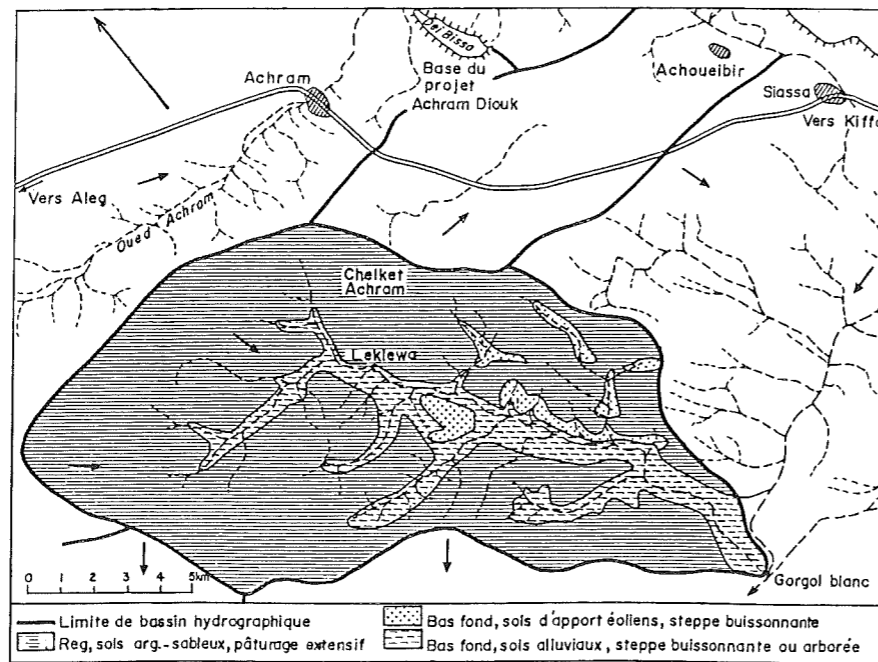 Del Bissa
Base du
projet
Achram Diouk
Achram
Achoueibir
Siassa
Vers Kiffa
Vers Aleg
Oued Achram
Chelket
Achram
Leklewa
0 1 2 3 4 5km
Gorgol blanc
Limite de bassin hydrographique
Reg, sols arg.-sableux, pâturage extensif
Bas fond, sols d'apport éoliens, steppe buissonnante
Bas fond, sols alluviaux, steppe buissonnante ou arborée